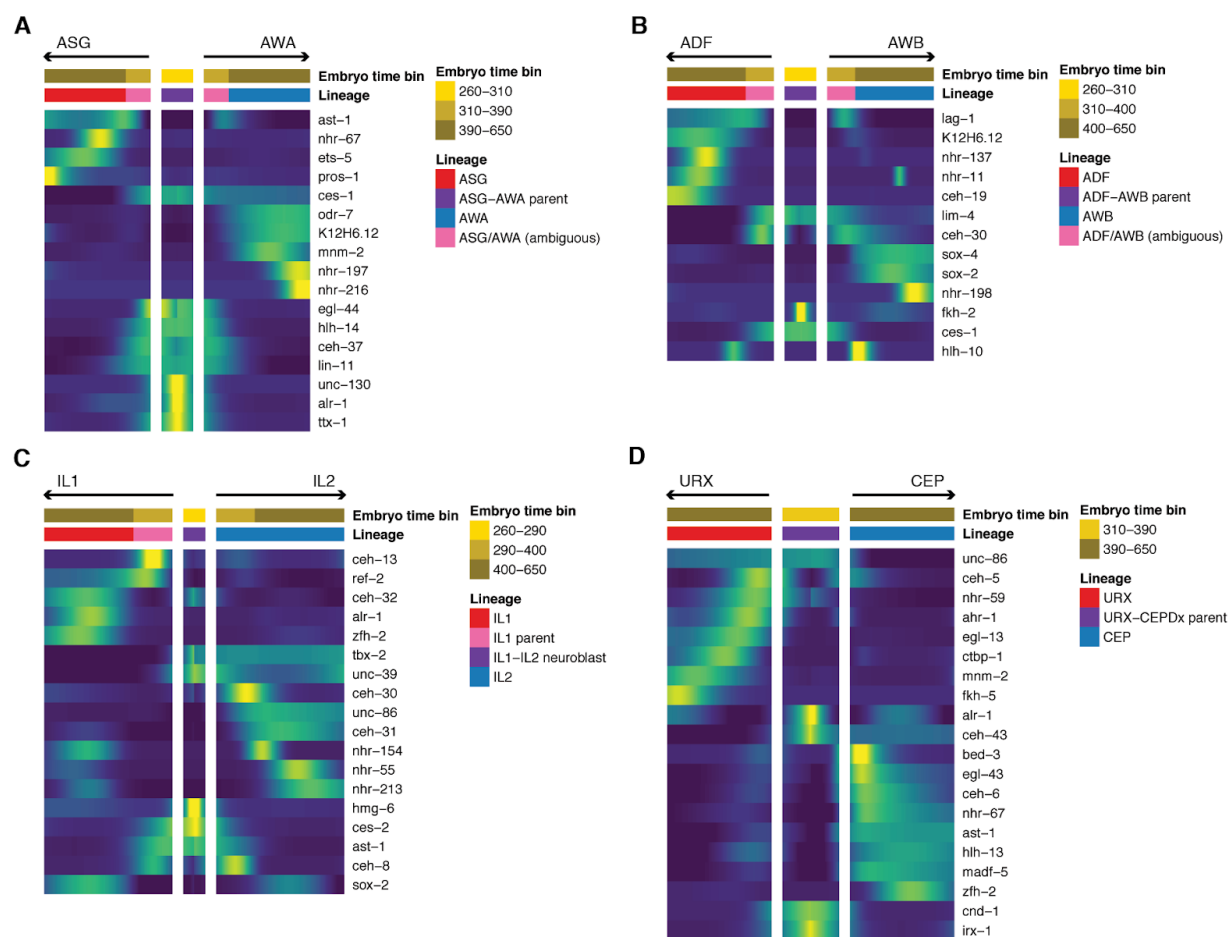 A
ASG
AWA
Embryo time bin
Lineage
ast−1
nhr−67
ets−5
pros−1
ces−1
odr−7
K12H6.12
mnm−2
nhr−197
nhr−216
egl−44
hlh−14
ceh−37
lin−11
unc−130
alr−1
ttx−1
Embryo time bin
260−310
310−390
390−650
Lineage
ASG
ASG−AWA parent
AWA
ASG/AWA (ambiguous)
B
ADF
AWB
Embryo time bin
Lineage
lag−1
K12H6.12
nhr−137
nhr−11
ceh−19
lim−4
ceh−30
sox−4
sox−2
nhr−198
fkh−2
ces−1
hlh−10
Embryo time bin
260−310
310−400
400−650
Lineage
ADF
ADF−AWB parent
AWB
ADF/AWB (ambiguous)
C
IL1
IL2
Embryo time bin
Lineage
ceh−13
ref−2
ceh−32
alr−1
zfh−2
tbx−2
unc−39
ceh−30
unc−86
ceh−31
nhr−154
nhr−55
nhr−213
hmg−6
ces−2
ast−1
ceh−8
sox−2
Embryo time bin
260−290
290−400
400−650
Lineage
IL1
IL1 parent
IL1−IL2 neuroblast
IL2
D
URX
CEP
Embryo time bin
Lineage
unc−86
ceh−5
nhr−59
ahr−1
egl−13
ctbp−1
mnm−2
fkh−5
alr−1
ceh−43
bed−3
egl−43
ceh−6
nhr−67
ast−1
hlh−13
madf−5
zfh−2
cnd−1
irx−1
Embryo time bin
310−390
390−650
Lineage
URX
URX−CEPDx parent
CEP